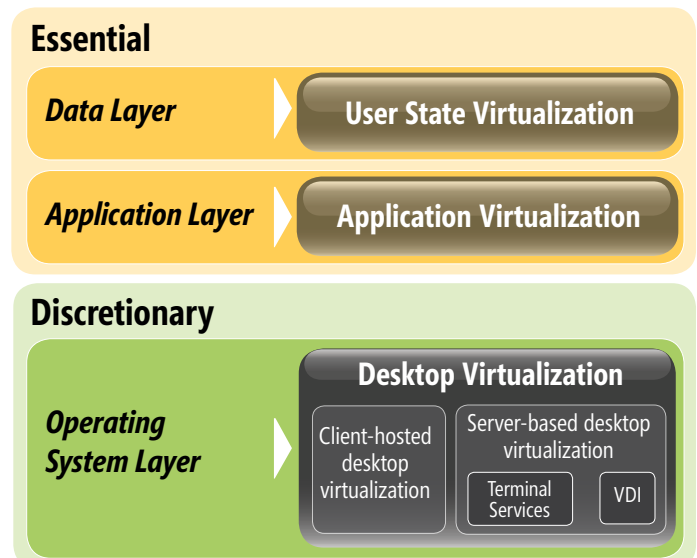 Essential
Data Layer
User State Virtualization
Application Layer
Application Virtualization
Discretionary
Operating
System Layer
Desktop Virtualization
Client-hosted
desktop
virtualization
Server-based desktop
virtualization
Terminal
Services
VDI